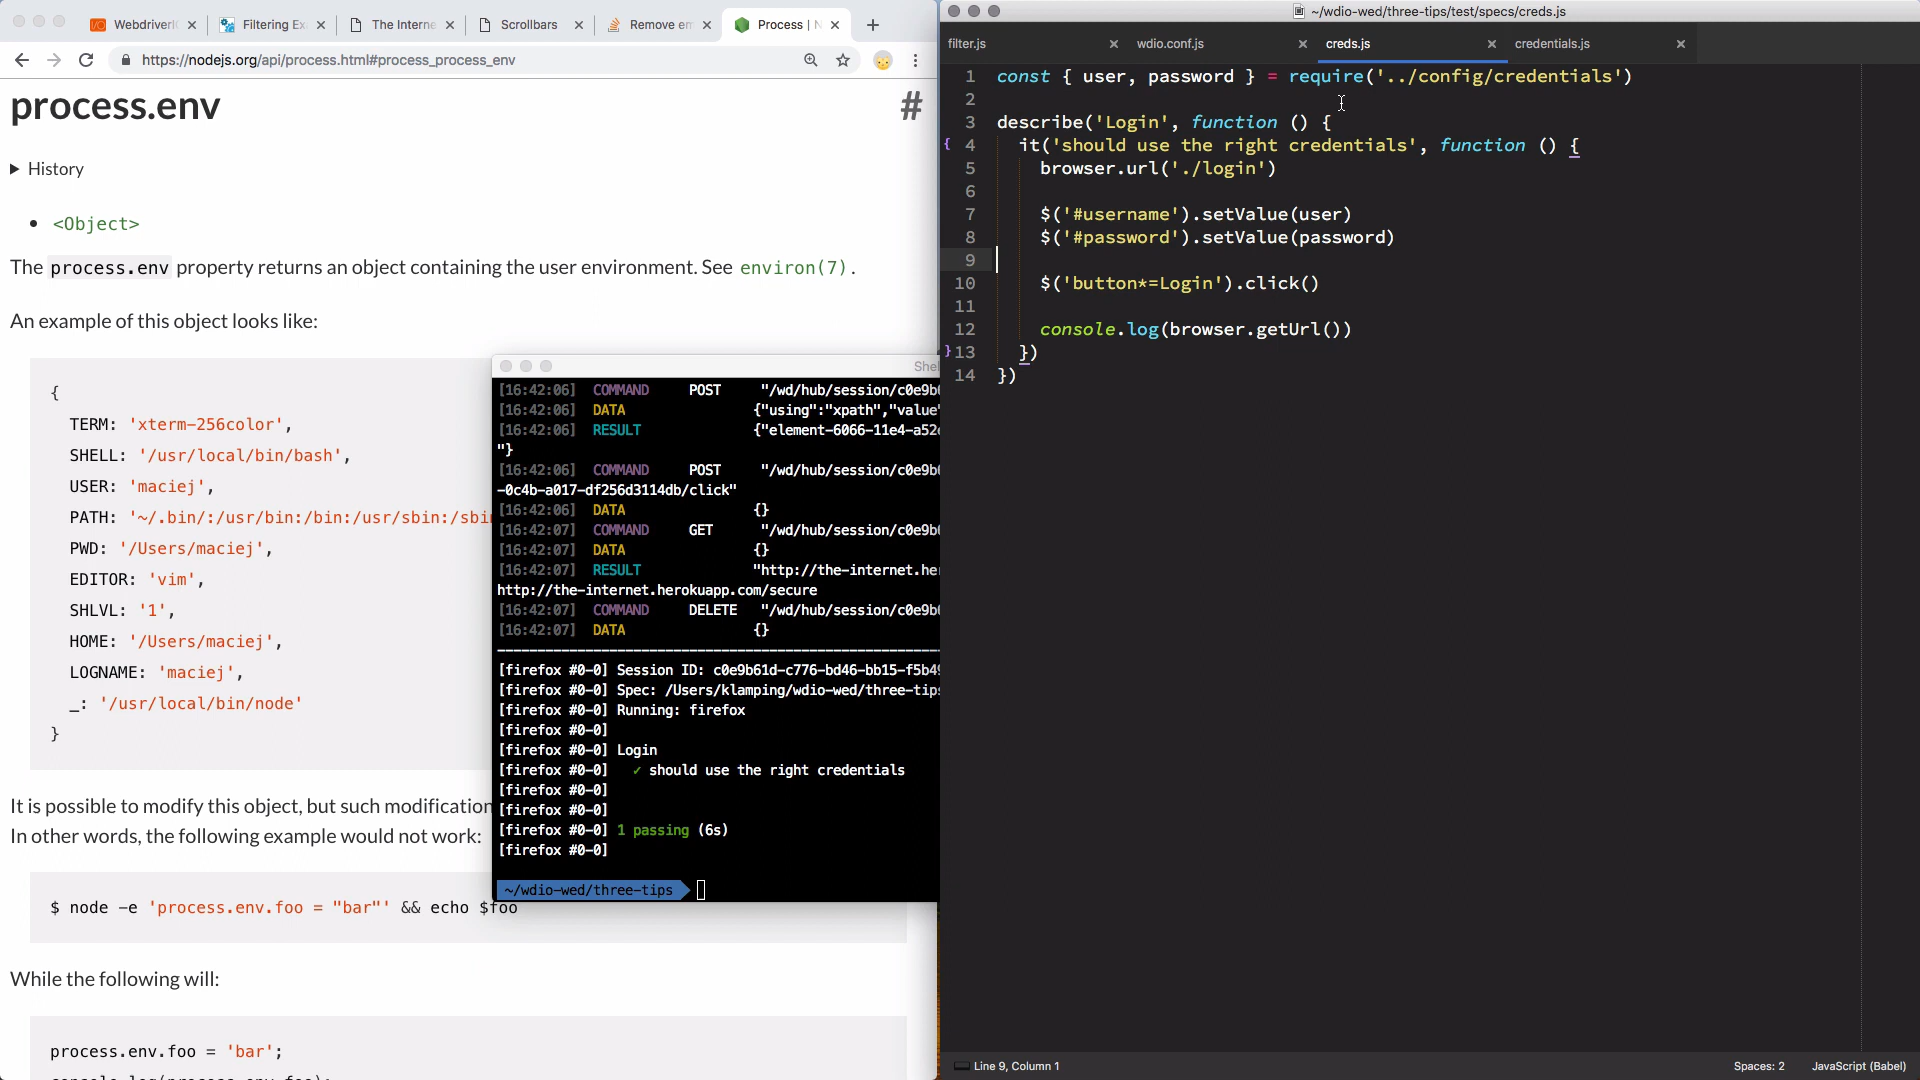 WebdriverI
Filtering Ex
The Interne
Scrollbars
Remove em
Process | N
https://nodejs.org/api/process.html#process_process_env
process.env
#
History
<Object>
The process.env property returns an object containing the user environment. See environ(7).
An example of this object looks like:
{
TERM: 'xterm-256color',
SHELL: '/usr/local/bin/bash',
USER: 'maciej',
PATH: '~/.bin/:/usr/bin:/bin:/usr/sbin:/sbin
PWD: '/Users/maciej',
EDITOR: 'vim',
SHLVL: '1',
HOME: '/Users/maciej',
LOGNAME: 'maciej',
_: '/usr/local/bin/node'
}
It is possible to modify this object, but such modification
In other words, the following example would not work:
$ node -e 'process.env.foo = "bar"' && echo $foo
While the following will:
process.env.foo = 'bar';
console.log(process.env.foo);
Shel
[16:42:06] COMMAND POST "/wd/hub/session/c0e9b6
[16:42:06] DATA {"using":"xpath","value"
[16:42:06] RESULT {"element-6066-11e4-a52e
"}
[16:42:06] COMMAND POST "/wd/hub/session/c0e9b6
-0c4b-a017-df256d3114db/click"
[16:42:06] DATA {}
[16:42:07] COMMAND GET "/wd/hub/session/c0e9b6
[16:42:07] DATA {}
[16:42:07] RESULT "http://the-internet.her
http://the-internet.herokuapp.com/secure
[16:42:07] COMMAND DELETE "/wd/hub/session/c0e9b6
[16:42:07] DATA {}
[firefox #0-0] Session ID: c0e9b61d-c776-bd46-bb15-f5b49
[firefox #0-0] Spec: /Users/klamping/wdio-wed/three-tips
[firefox #0-0] Running: firefox
[firefox #0-0]
[firefox #0-0] Login
[firefox #0-0] ✓ should use the right credentials
[firefox #0-0]
[firefox #0-0]
[firefox #0-0] 1 passing (6s)
[firefox #0-0]
~/wdio-wed/three-tips
~/wdio-wed/three-tips/test/specs/creds.js
filter.js
wdio.conf.js
creds.js
credentials.js
1 const { user, password } = require('../config/credentials')
2
3 describe('Login', function () {
{ 4 it('should use the right credentials', function () {
5 browser.url('./login')
6
7 $('#username').setValue(user)
8 $('#password').setValue(password)
9
10 $('button*=Login').click()
11
12 console.log(browser.getUrl())
} 13 })
14 })
Line 9, Column 1
Spaces: 2
JavaScript (Babel)